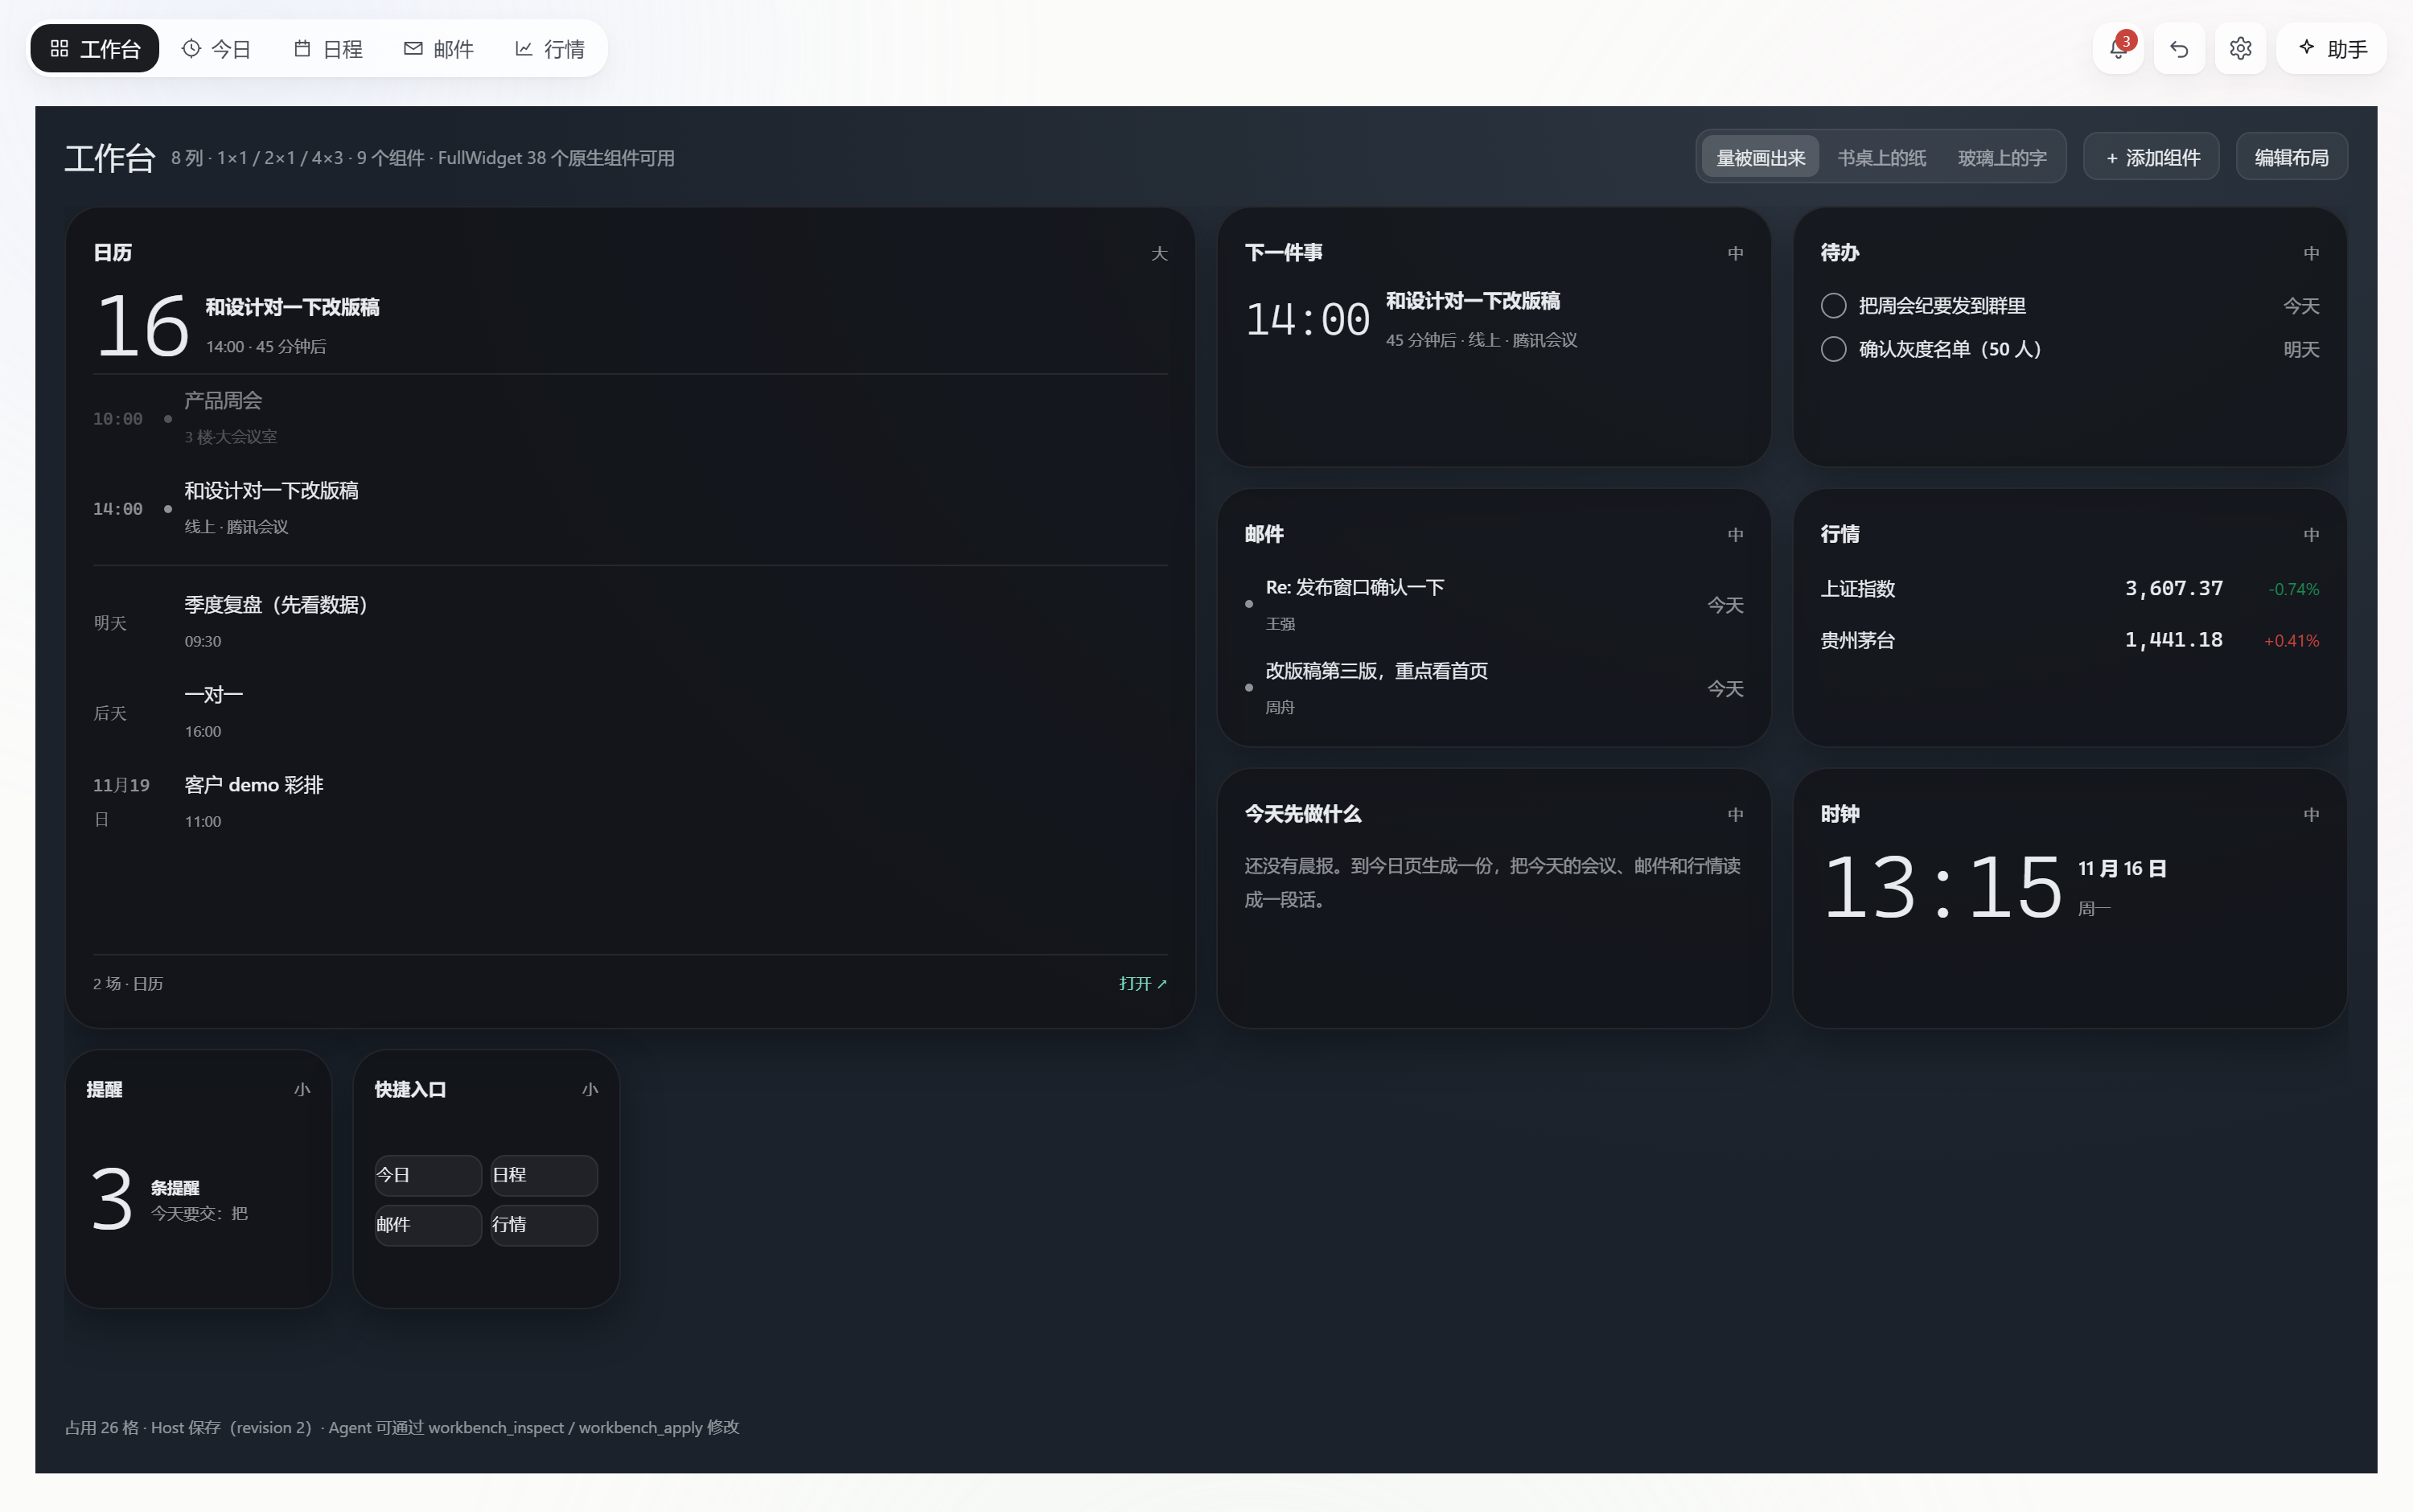 工作台
今日
日程
邮件
行情
3
助手
工作台
8 列 · 1×1 / 2×1 / 4×3 · 9 个组件 · FullWidget 38 个原生组件可用
量被画出来
书桌上的纸
玻璃上的字
+ 添加组件
编辑布局
日历
大
16
和设计对一下改版稿
14:00 · 45 分钟后
10:00
产品周会
3 楼·大会议室
14:00
和设计对一下改版稿
线上 · 腾讯会议
明天
季度复盘（先看数据）
09:30
后天
一对一
16:00
11月19
日
客户 demo 彩排
11:00
2 场 · 日历
打开 ↗
下一件事
中
14:00
和设计对一下改版稿
45 分钟后 · 线上 · 腾讯会议
待办
中
把周会纪要发到群里
今天
确认灰度名单（50 人）
明天
邮件
中
Re: 发布窗口确认一下
王强
今天
改版稿第三版，重点看首页
周舟
今天
行情
中
上证指数 3,607.37 -0.74%
贵州茅台 1,441.18 +0.41%
今天先做什么
中
还没有晨报。到今日页生成一份，把今天的会议、邮件和行情读
成一段话。
时钟
中
13:15
11 月 16 日
周一
提醒
小
3
条提醒
今天要交：把
快捷入口
小
今日
日程
邮件
行情
占用 26 格 · Host 保存（revision 2）· Agent 可通过 workbench_inspect / workbench_apply 修改